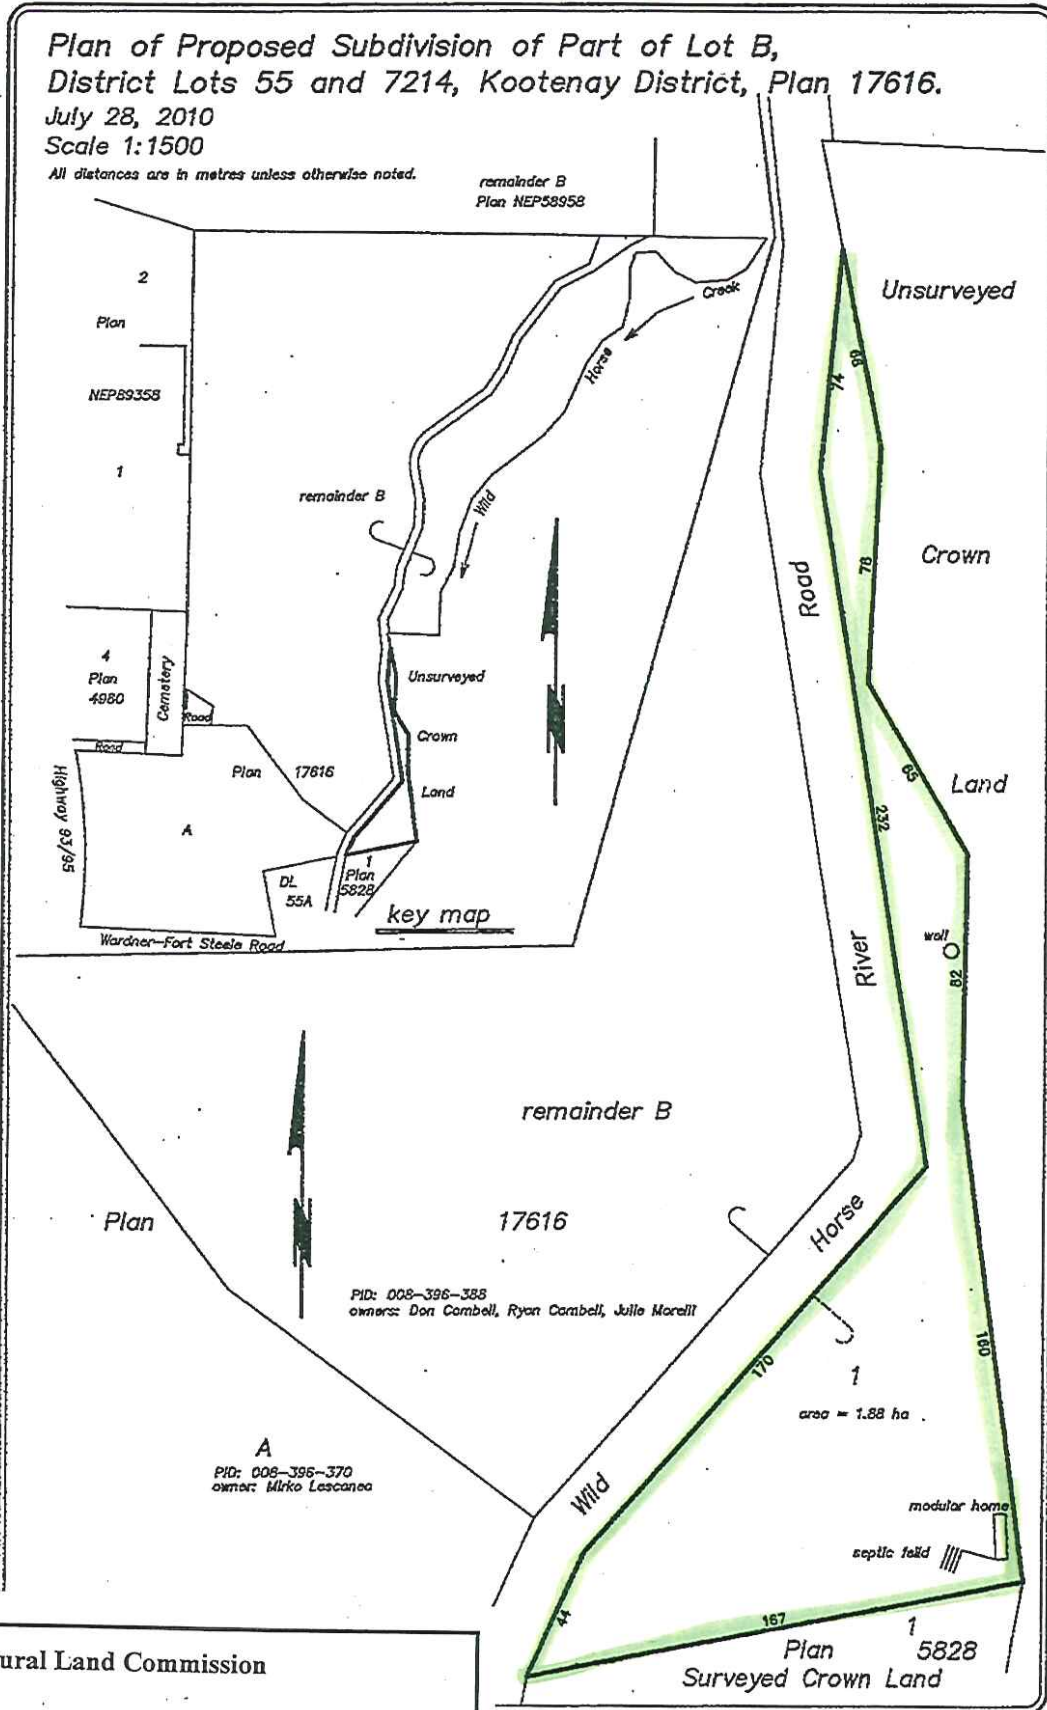 Plan of Proposed Subdivision of Part of Lot B,
District Lots 55 and 7214, Kootenay District, Plan 17616.
July 28, 2010
Scale 1:1500
All distances are in metres unless otherwise noted.
remainder B
Plan NEP58958
2
Plan
NEP89358
1
remainder B
Creek
Horse
Wild
4
Plan
4980
Cemetery
Road
Road
Highway 93/95
Plan 17616
A
Unsurveyed
Crown
Land
DL
55A
1
Plan
5828
key map
Wardner-Fort Steele Road
N
Unsurveyed
Crown
Land
74
68
78
65
232
82
160
170
44
167
Road
River
Horse
Wild
well
remainder B
Plan
17616
N
PID: 008-396-388
owners: Don Cambell, Ryan Cambell, Julie Morelli
1
area = 1.88 ha
A
PID: 008-396-370
owner: Mirko
modular home
septic feild
1
Plan 5828
Surveyed Crown Land
ural Land Commission